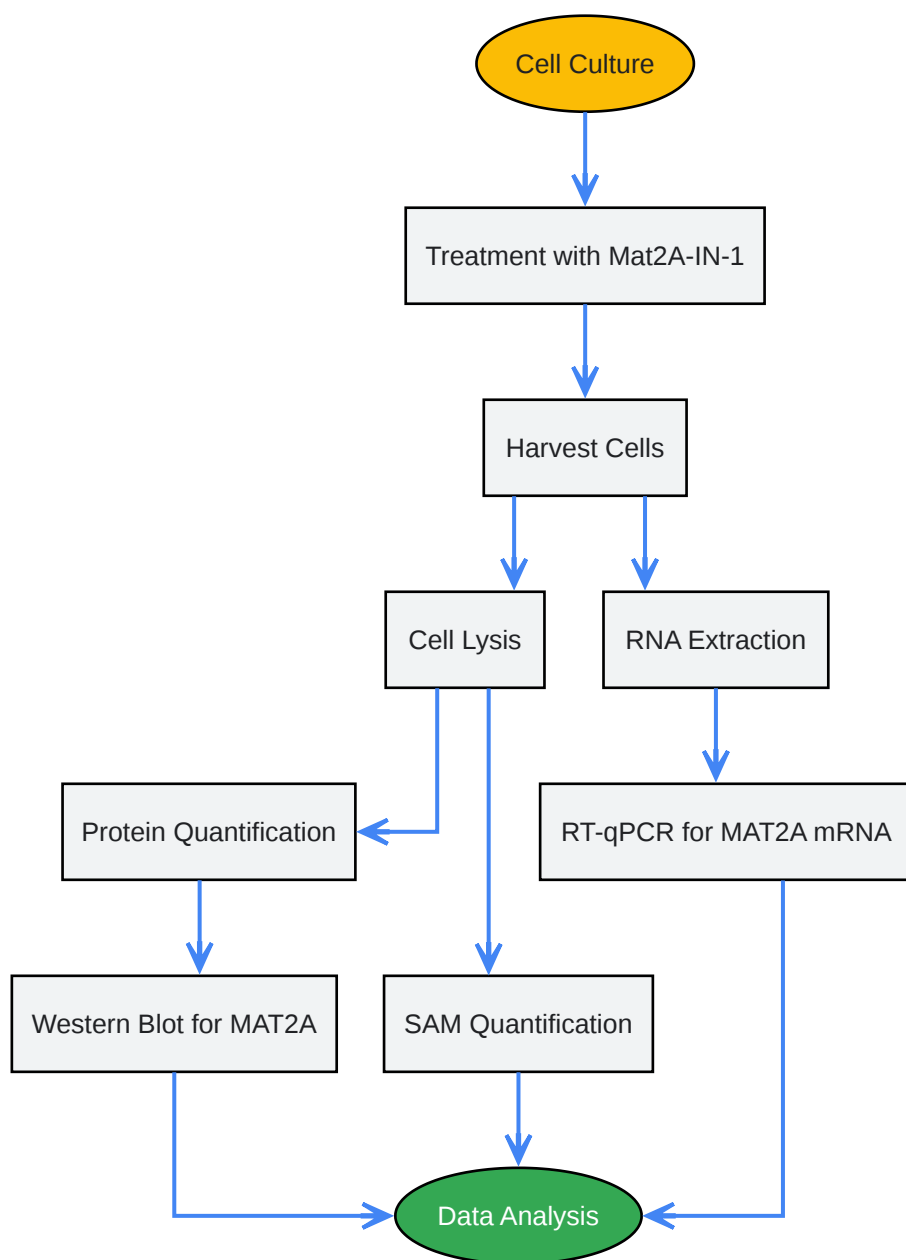 Cell Culture
Treatment with Mat2A-IN-1
Harvest Cells
Cell Lysis
RNA Extraction
Protein Quantification
RT-qPCR for MAT2A mRNA
Western Blot for MAT2A
SAM Quantification
Data Analysis